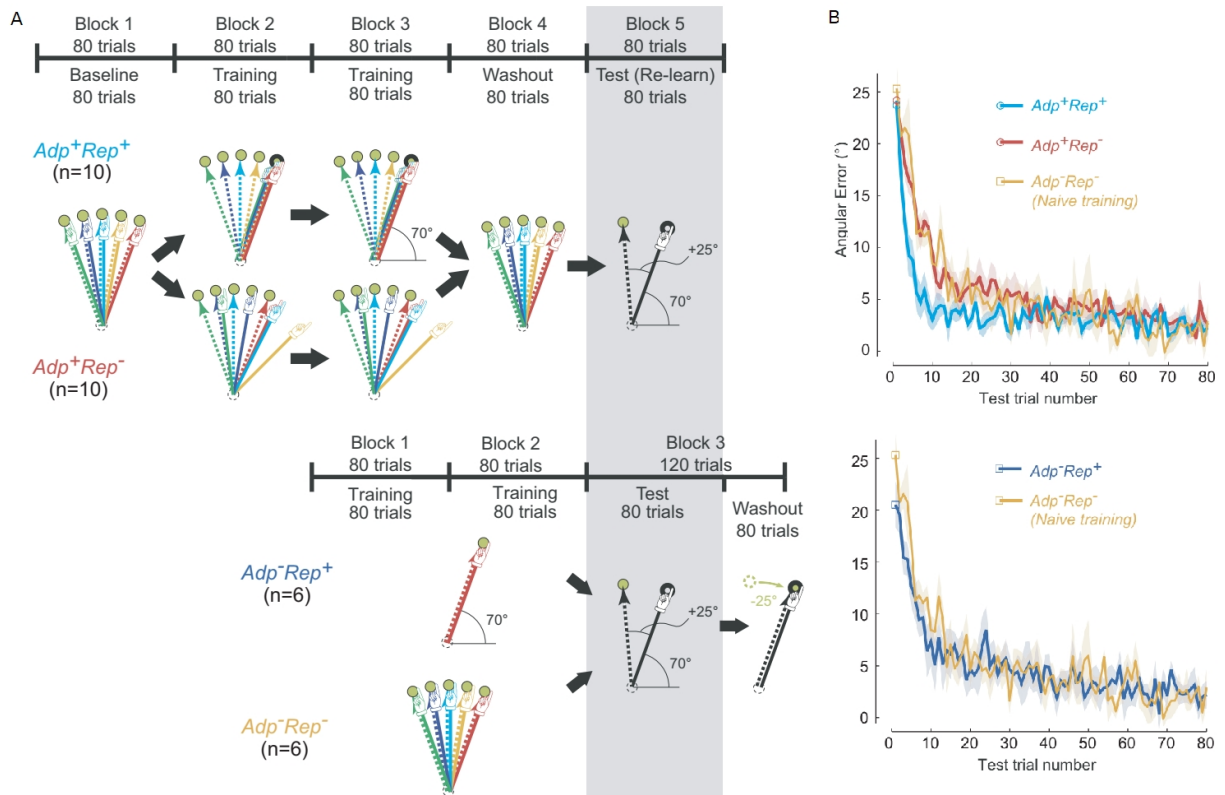 A
Block 1
80 trials
Block 2
80 trials
Block 3
80 trials
Block 4
80 trials
Block 5
80 trials
Baseline
80 trials
Training
80 trials
Training
80 trials
Washout
80 trials
Test (Re-learn)
80 trials
Adp+Rep+
(n=10)
70°
+25°
70°
Adp+Rep-
(n=10)
Block 1
80 trials
Block 2
80 trials
Block 3
120 trials
Training
80 trials
Training
80 trials
Test
80 trials
Washout
80 trials
Adp-Rep+
(n=6)
70°
+25°
70°
-25°
Adp-Rep-
(n=6)
B
25
20
15
10
5
0
Angular Error (°)
Adp+Rep+
Adp+Rep-
Adp-Rep-
(Naive training)
0
10
20
30
40
50
60
70
80
Test trial number
25
20
15
10
5
0
Adp-Rep+
Adp-Rep-
(Naive training)
0
10
20
30
40
50
60
70
80
Test trial number